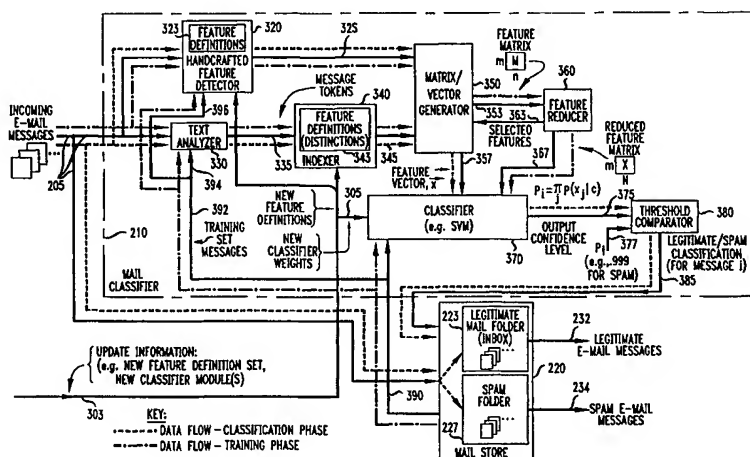 323
FEATURE
DEFINITIONS
HANDCRAFTED
FEATURE
DETECTOR
320
325
FEATURE
MATRIX
m M
n
MATRIX/
VECTOR
GENERATOR
350
353
363
SELECTED
FEATURES
360
FEATURE
REDUCER
REDUCED
FEATURE
MATRIX
m X
N
INCOMING
E-MAIL
MESSAGES
205
396
TEXT
ANALYZER
330
394
MESSAGE
TOKENS
335
340
FEATURE
DEFINITIONS
(DISTINCTIONS)
343
INDEXER
345
FEATURE
VECTOR, x
357
367
210
392
TRAINING
SET
MESSAGES
NEW
FEATURE
DEFINITIONS
305
NEW
CLASSIFIER
WEIGHTS
CLASSIFIER
(e.g. SVM)
370
Pi=πj P(xj|c)
375
OUTPUT
CONFIDENCE
LEVEL
377
Pt
(e.g., .999
FOR SPAM)
THRESHOLD
COMPARATOR
380
LEGITIMATE/SPAM
CLASSIFICATION
(FOR MESSAGE i)
385
MAIL
CLASSIFIER
223
LEGITIMATE
MAIL FOLDER
(INBOX)
232
LEGITIMATE
E-MAIL MESSAGES
220
SPAM
FOLDER
227
234
SPAM E-MAIL
MESSAGES
MAIL STORE
390
UPDATE INFORMATION:
(e.g. NEW FEATURE DEFINITION SET,
NEW CLASSIFIER MODULE(S)
303
KEY:
DATA FLOW-CLASSIFICATION PHASE
DATA FLOW-TRAINING PHASE